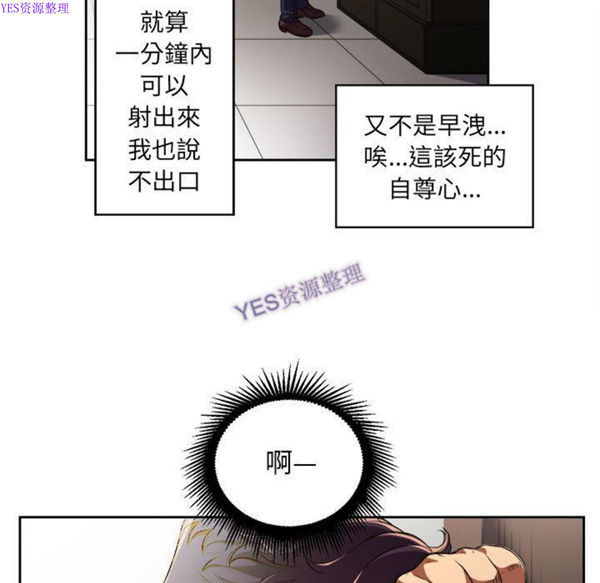 YES资源整理
就算
一分鐘內
可以
射出來
我也說
不出口
又不是早洩...
唉...這該死的
自尊心...
YES资源整理
啊—